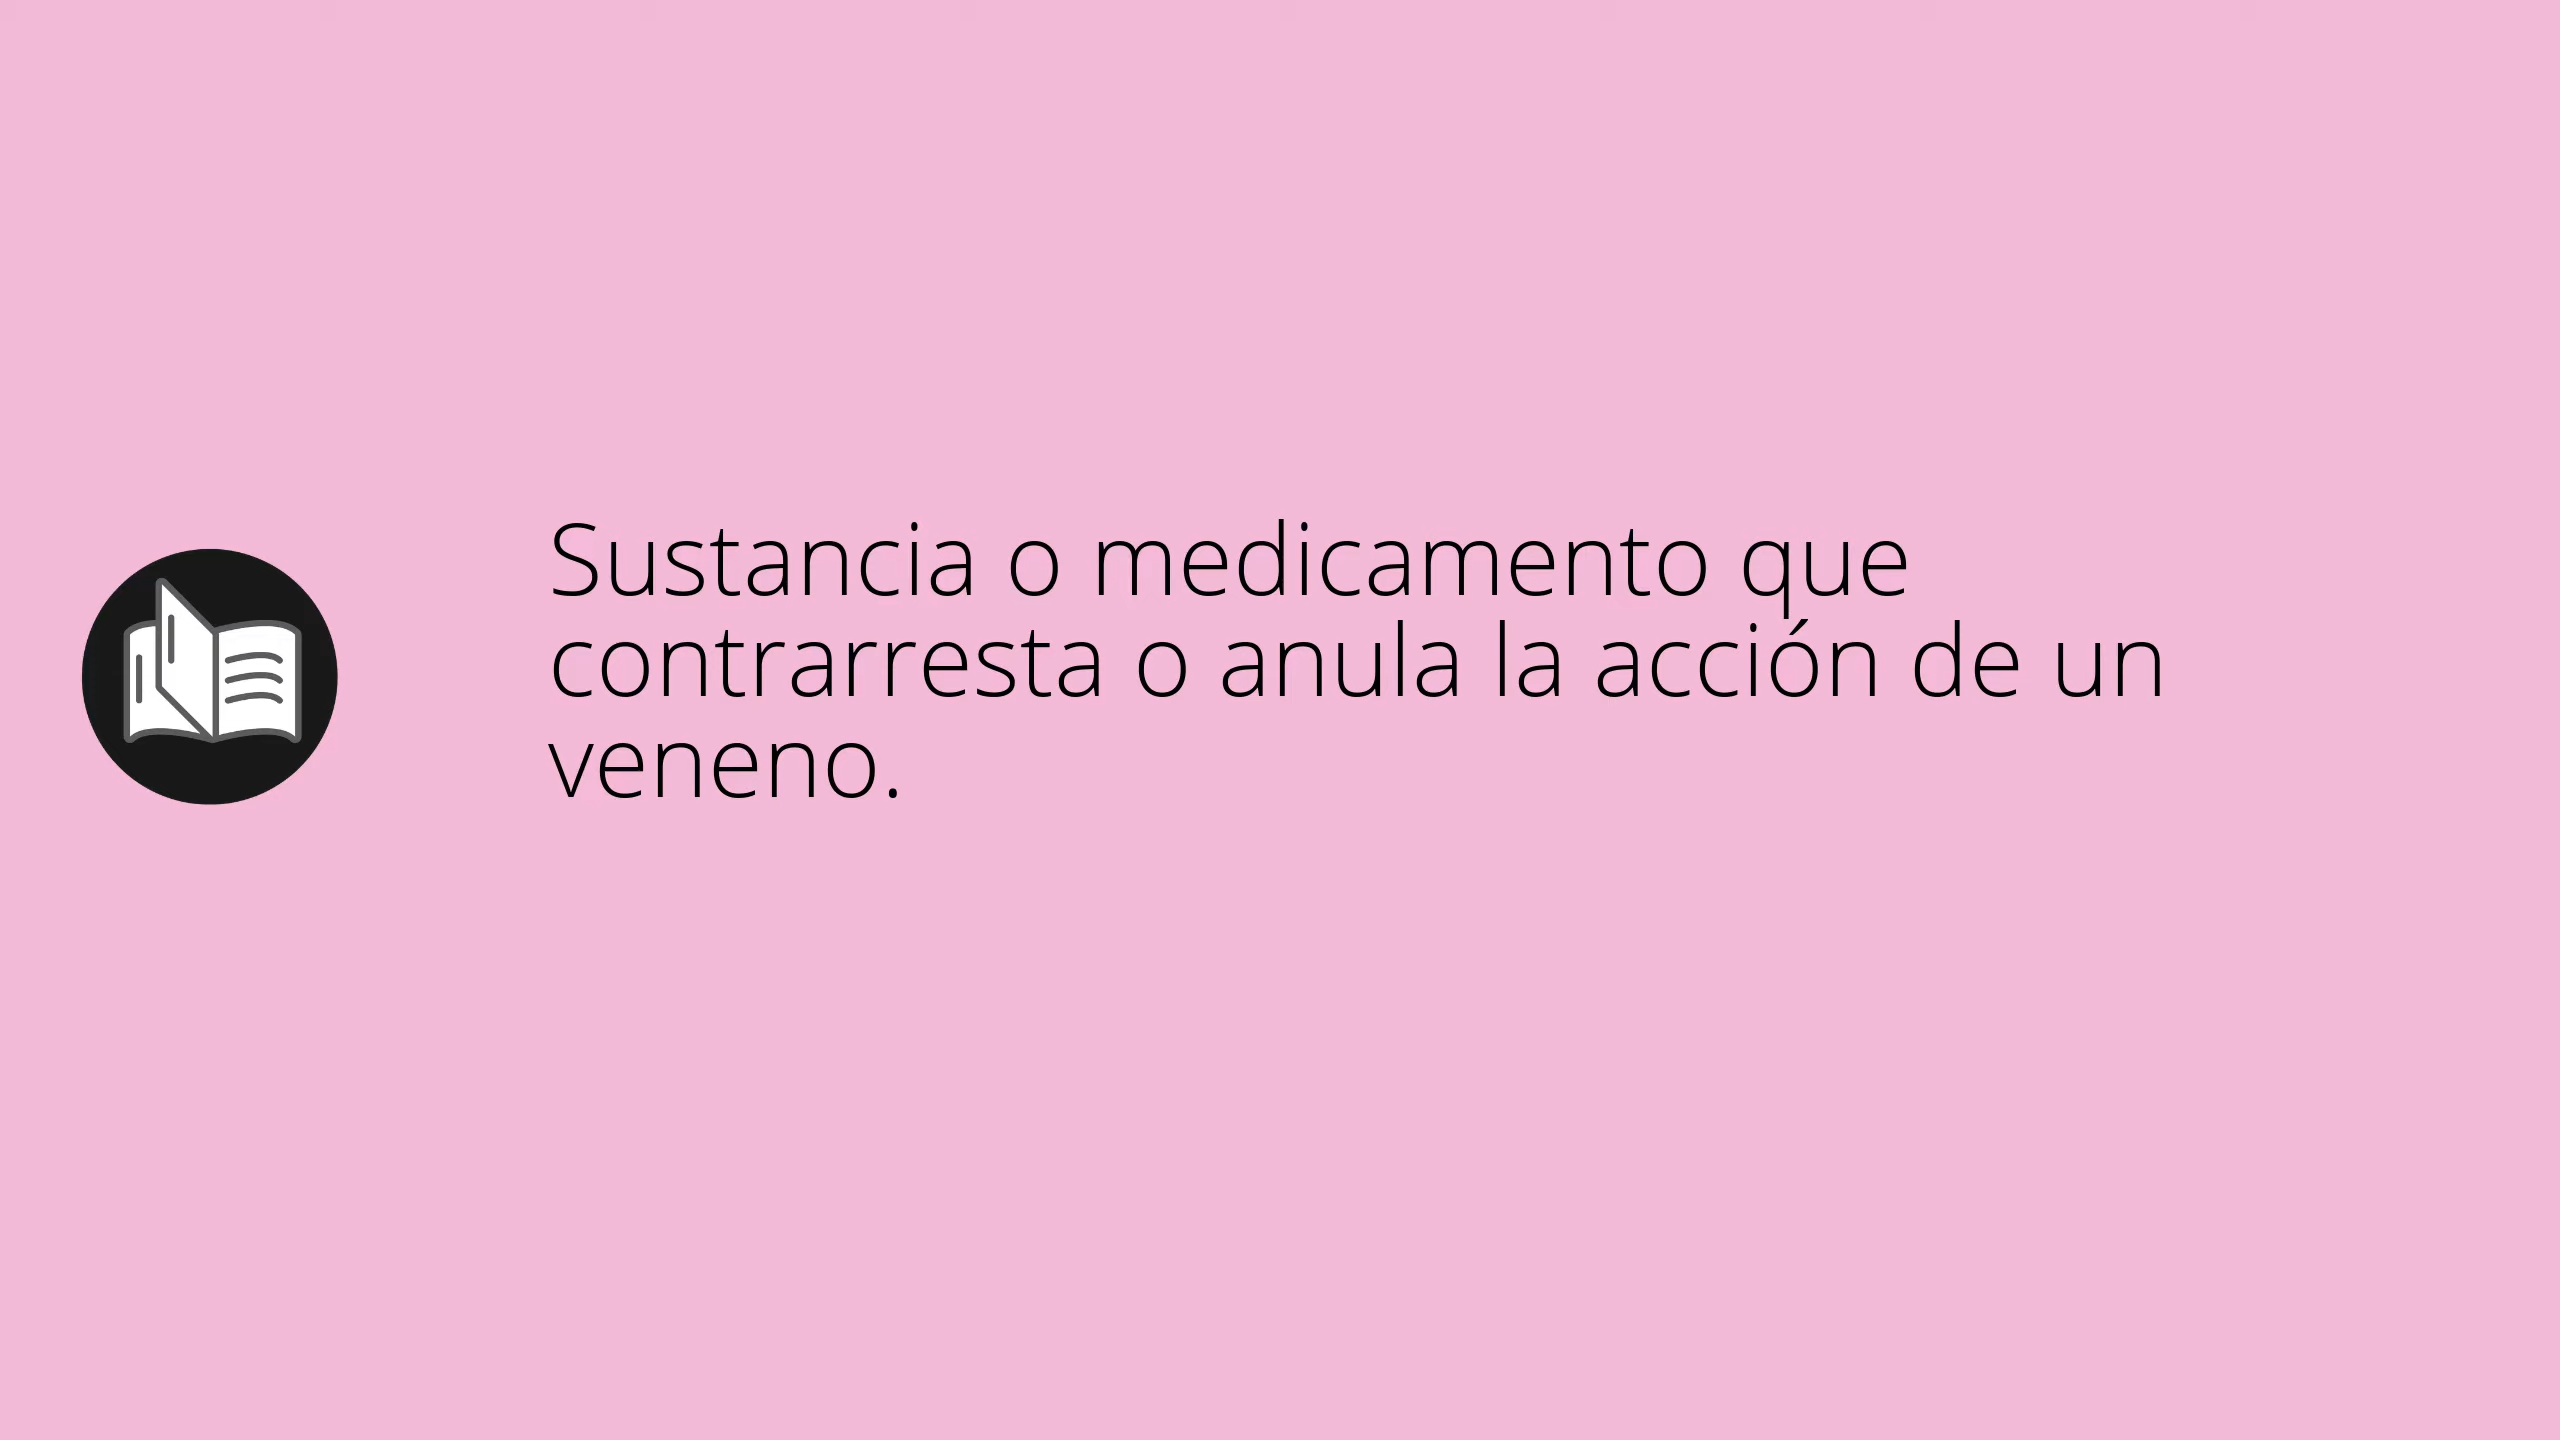 Sustancia o medicamento que
contrarresta o anula la acción de un
veneno.